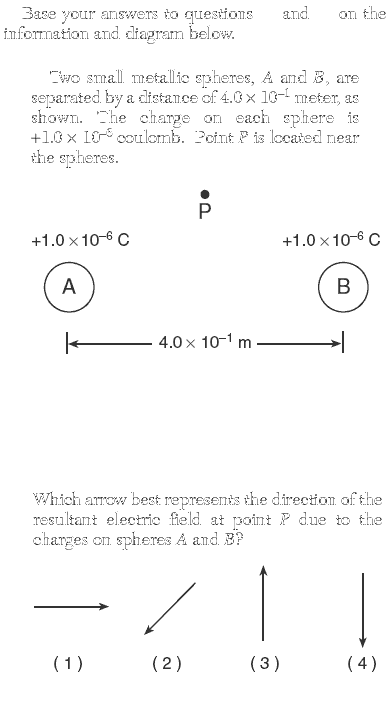 Base your answers to questions and on the
information and diagram below.
Two small metallic spheres, A and B, are
separated by a distance of 4.0 × 10⁻¹ meter, as
shown. The charge on each sphere is
+1.0 × 10⁻⁶ coulomb. Point P is located near
the spheres.
P
+1.0 × 10⁻⁶ C +1.0 × 10⁻⁶ C
A B
4.0 × 10⁻¹ m
Which arrow best represents the direction of the
resultant electric field at point P due to the
charges on spheres A and B?
( 1 ) ( 2 ) ( 3 ) ( 4 )